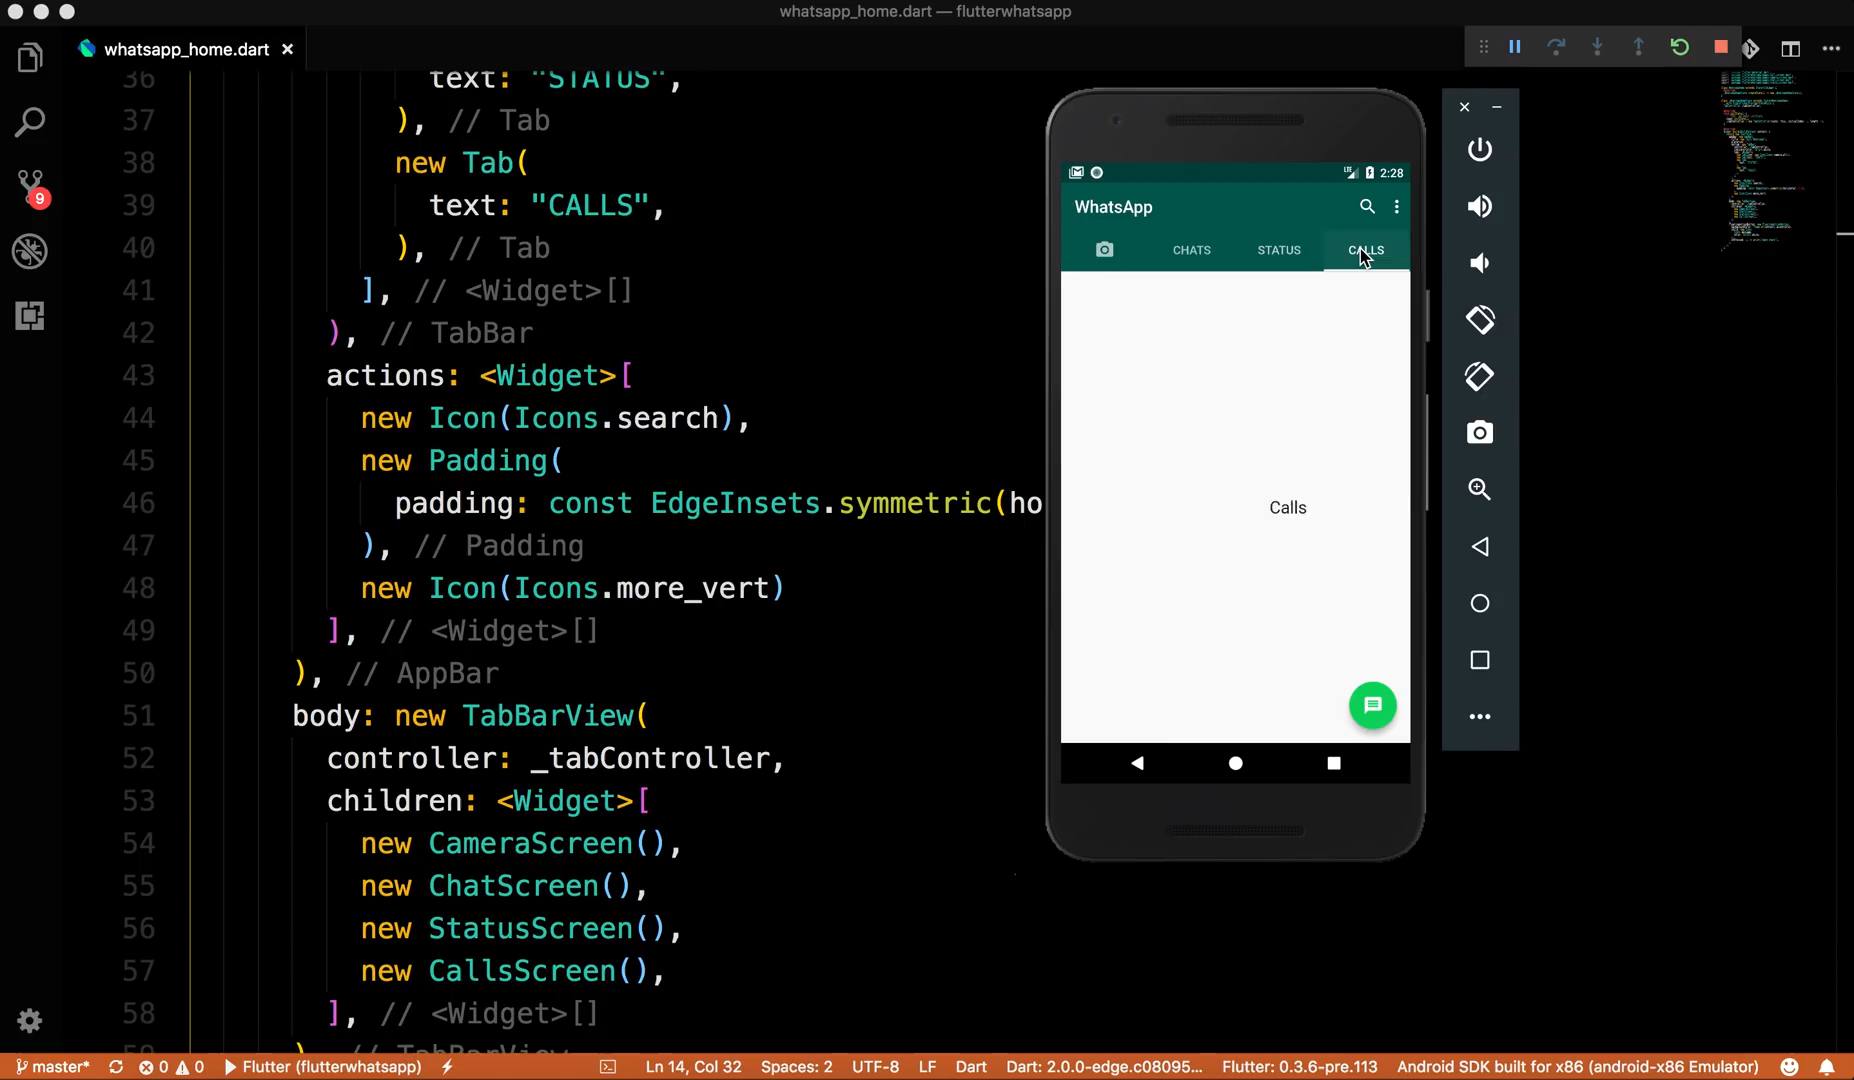 whatsapp_home.dart — flutterwhatsapp
whatsapp_home.dart
36 text: "STATUS",
37 ), // Tab
38 new Tab(
39 text: "CALLS",
40 ), // Tab
41 ], // <Widget>[]
42 ), // TabBar
43 actions: <Widget>[
44 new Icon(Icons.search),
45 new Padding(
46 padding: const EdgeInsets.symmetric(ho
47 ), // Padding
48 new Icon(Icons.more_vert)
49 ], // <Widget>[]
50 ), // AppBar
51 body: new TabBarView(
52 controller: _tabController,
53 children: <Widget>[
54 new CameraScreen(),
55 new ChatScreen(),
56 new StatusScreen(),
57 new CallsScreen(),
58 ], // <Widget>[]
59 ), // TabBarView
9
LTE 2:28
WhatsApp
CHATS STATUS CALLS
Calls
master* 0 0 Flutter (flutterwhatsapp) Ln 14, Col 32 Spaces: 2 UTF-8 LF Dart Dart: 2.0.0-edge.c08095... Flutter: 0.3.6-pre.113 Android SDK built for x86 (android-x86 Emulator)